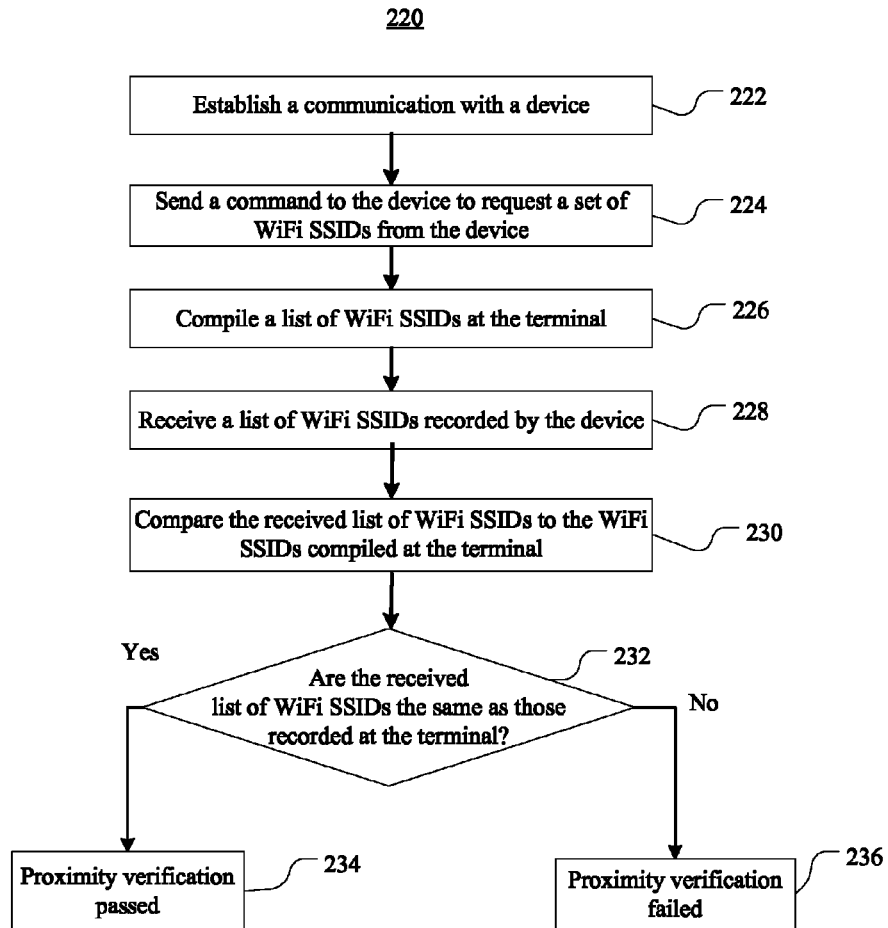 220
Establish a communication with a device
222
Send a command to the device to request a set of
WiFi SSIDs from the device
224
Compile a list of WiFi SSIDs at the terminal
226
Receive a list of WiFi SSIDs recorded by the device
228
Compare the received list of WiFi SSIDs to the WiFi
SSIDs compiled at the terminal
230
Yes
232
Are the received
list of WiFi SSIDs the same as those
recorded at the terminal?
No
Proximity verification
passed
234
Proximity verification
failed
236